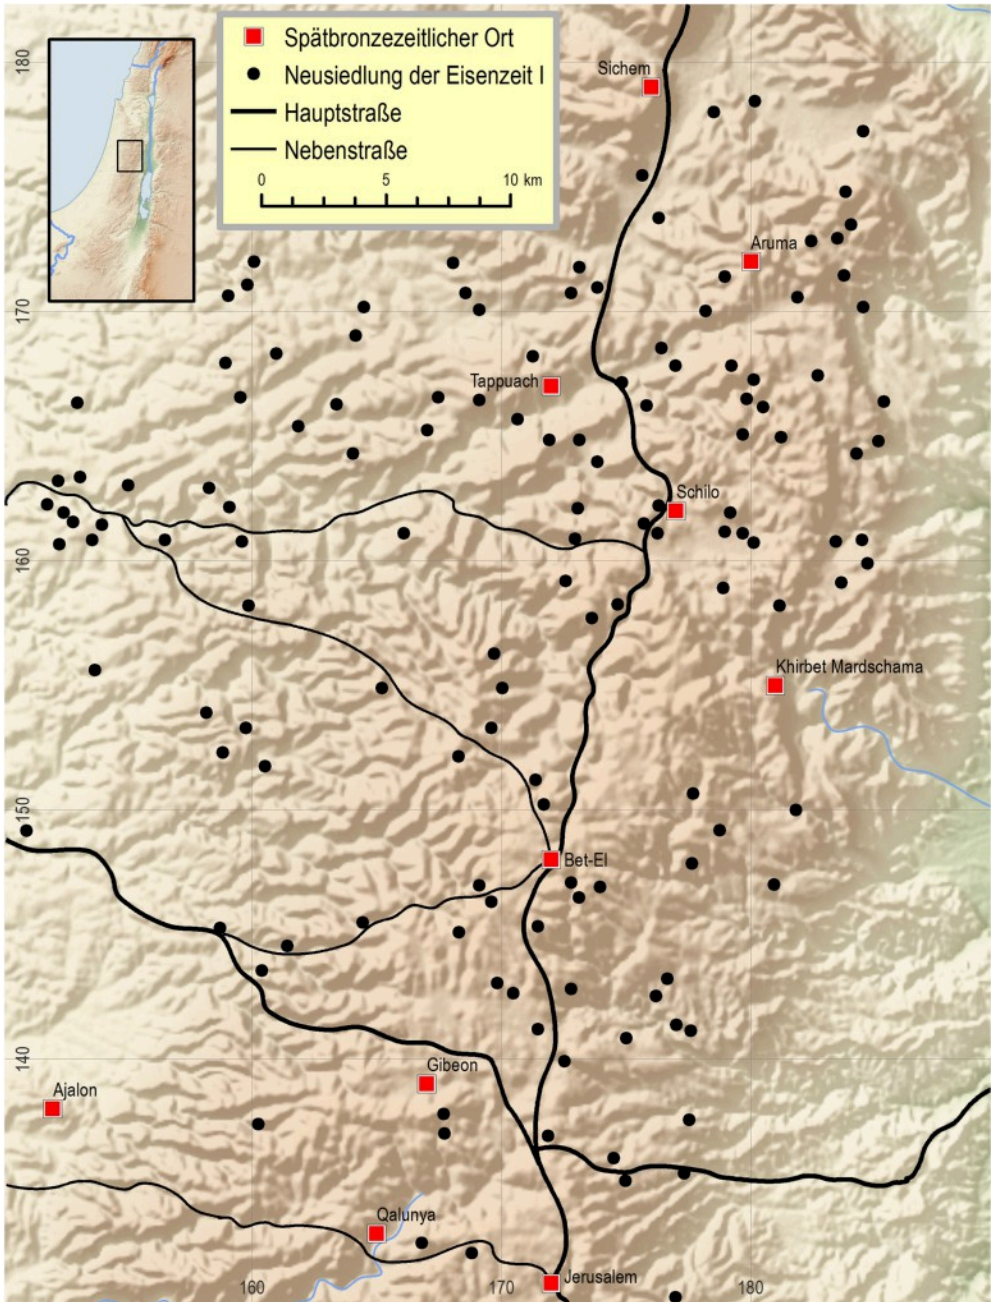 Spätbronzezeitlicher Ort
Neusiedlung der Eisenzeit I
Hauptstraße
Nebenstraße
0 5 10 km
180
Sichem
Aruma
170
Tappuach
Schilo
160
Khirbet Mardschama
150
Bet-El
140
Gibeon
Ajalon
Qalunya
Jerusalem
160 170 180